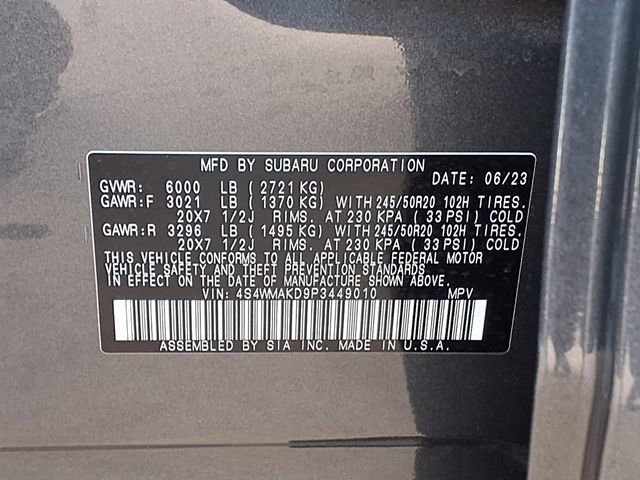 MFD BY SUBARU CORPORATION
DATE: 06/23
GVWR: 6000 LB (2721 KG)
GAWR:F 3021 LB (1370 KG) WITH 245/50R20 102H TIRES.
20X7 1/2J RIMS. AT 230 KPA (33 PSI) COLD
GAWR:R 3296 LB (1495 KG) WITH 245/50R20 102H TIRES.
20X7 1/2J RIMS. AT 230 KPA (33 PSI) COLD
THIS VEHICLE CONFORMS TO ALL APPLICABLE FEDERAL MOTOR
VEHICLE SAFETY AND THEFT PREVENTION STANDARDS
IN EFFECT ON THE DATE OF MANUFACTURE SHOWN ABOVE.
VIN: 4S4WMAKD9P3449010 MPV
ASSEMBLED BY SIA INC. MADE IN U.S.A.